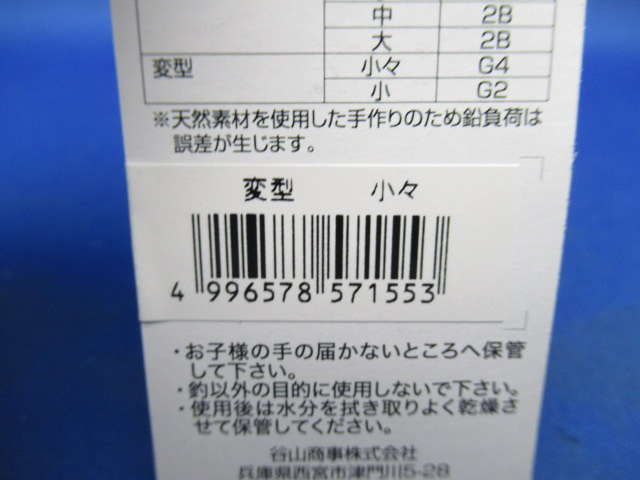 中 2B
大 2B
変型 小々 G4
小 G2
※天然素材を使用した手作りのため鉛負荷は
誤差が生じます。
変型 小々
4 996578 571553
・お子様の手の届かないところへ保管
して下さい。
・釣以外の目的に使用しないで下さい。
・使用後は水分を拭き取りよく乾燥さ
せて保管してください。
谷山商事株式会社
兵庫県西宮市津門川5-28